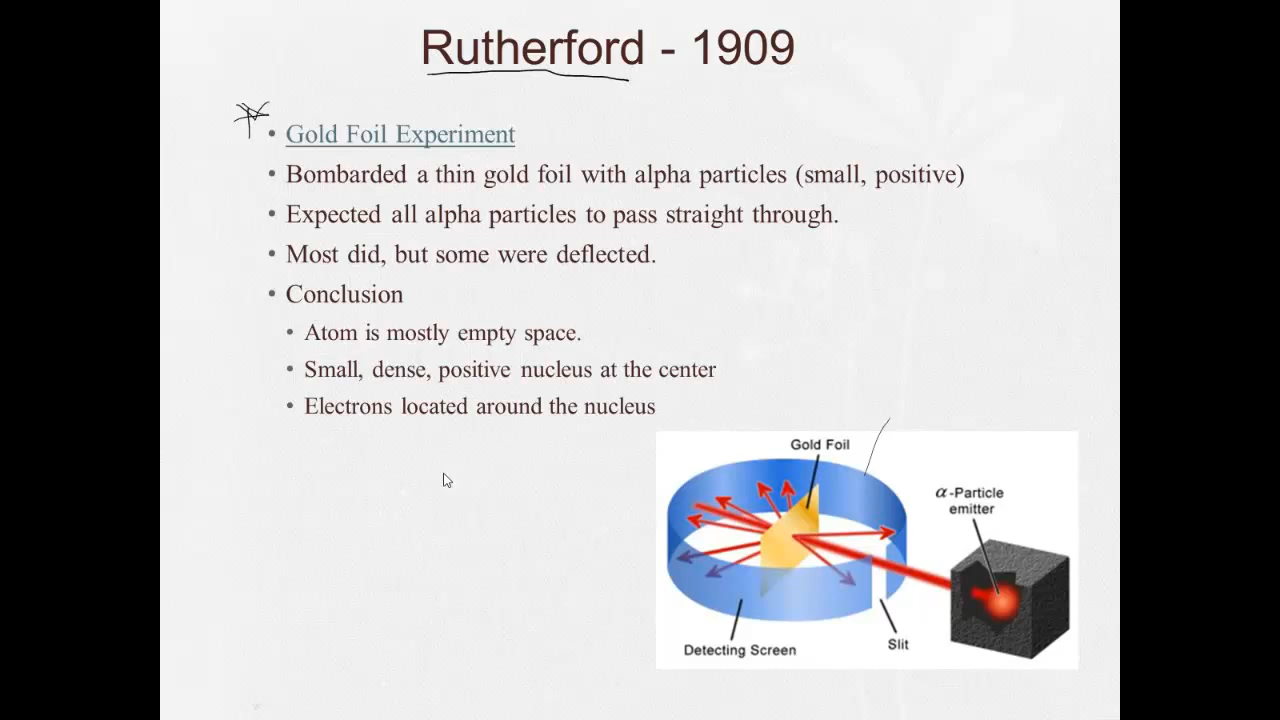 Rutherford - 1909
• Gold Foil Experiment
• Bombarded a thin gold foil with alpha particles (small, positive)
• Expected all alpha particles to pass straight through.
• Most did, but some were deflected.
• Conclusion
• Atom is mostly empty space.
• Small, dense, positive nucleus at the center
• Electrons located around the nucleus
Gold Foil
α-Particle
emitter
Detecting Screen
Slit